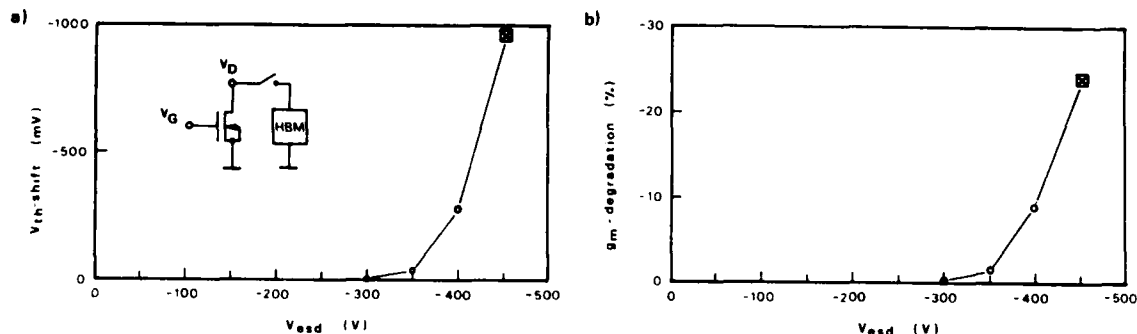 a)
-1000
-500
0
V_th-shift (mV)
V_D
V_G
HBM
0
-100
-200
-300
-400
-500
V_esd (V)
b)
-30
-20
-10
0
g_m-degradation (%)
0
-100
-200
-300
-400
-500
V_esd (V)